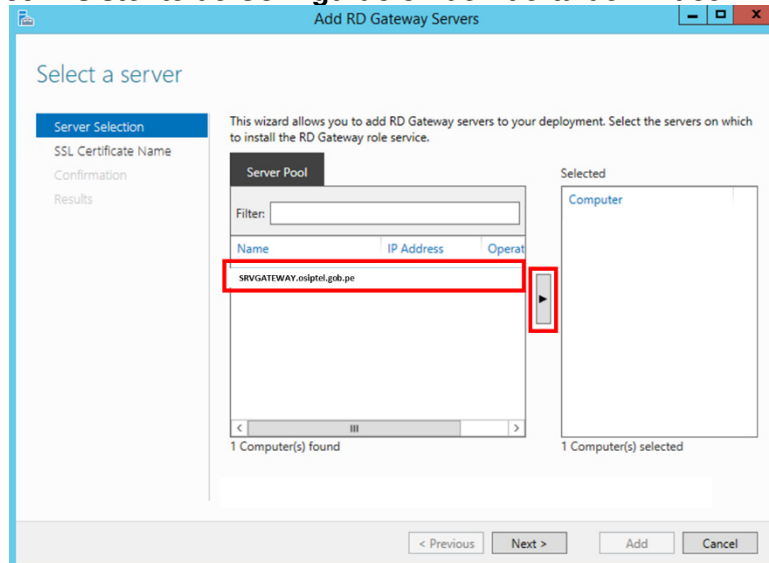 Add RD Gateway Servers
Select a server
Server Selection
SSL Certificate Name
Confirmation
Results
This wizard allows you to add RD Gateway servers to your deployment. Select the servers on which
to install the RD Gateway role service.
Server Pool
Filter:
Name IP Address Operat
SRVGATEWAY.osiptel.gob.pe
1 Computer(s) found
Selected
Computer
1 Computer(s) selected
< Previous Next > Add Cancel